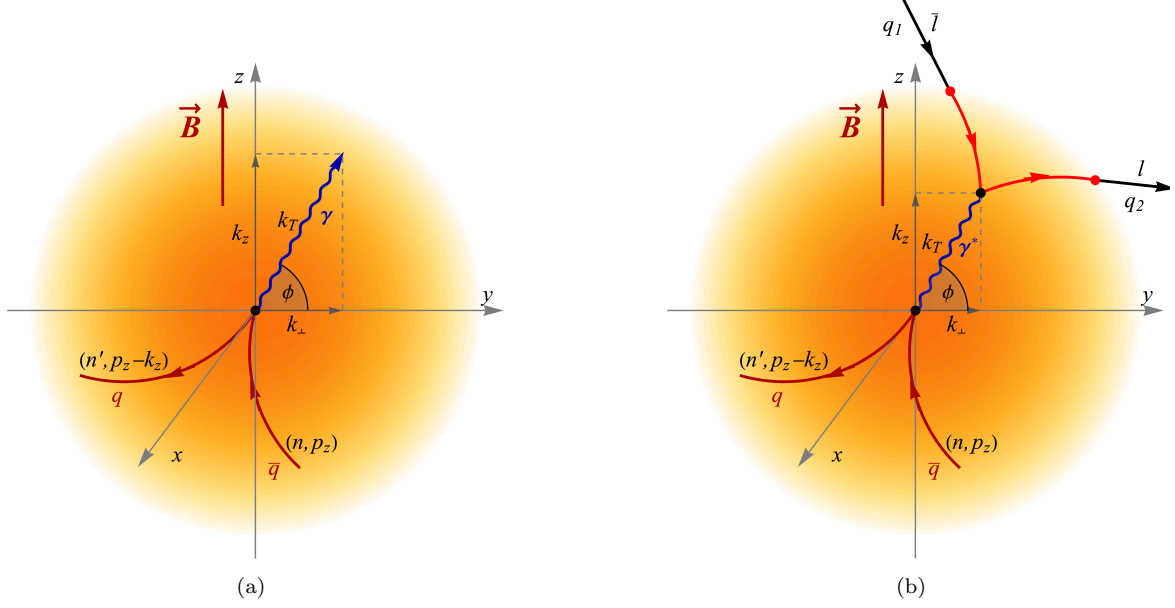 z
B⃗
k_T
γ
k_z
ϕ
y
k_⊥
(n′, p_z−k_z)
q
(n, p_z)
q̅
x
(a)
q_1
l̅
z
B⃗
l
q_2
k_z
k_T
γ*
ϕ
y
k_⊥
(n′, p_z−k_z)
q
(n, p_z)
q̅
x
(b)